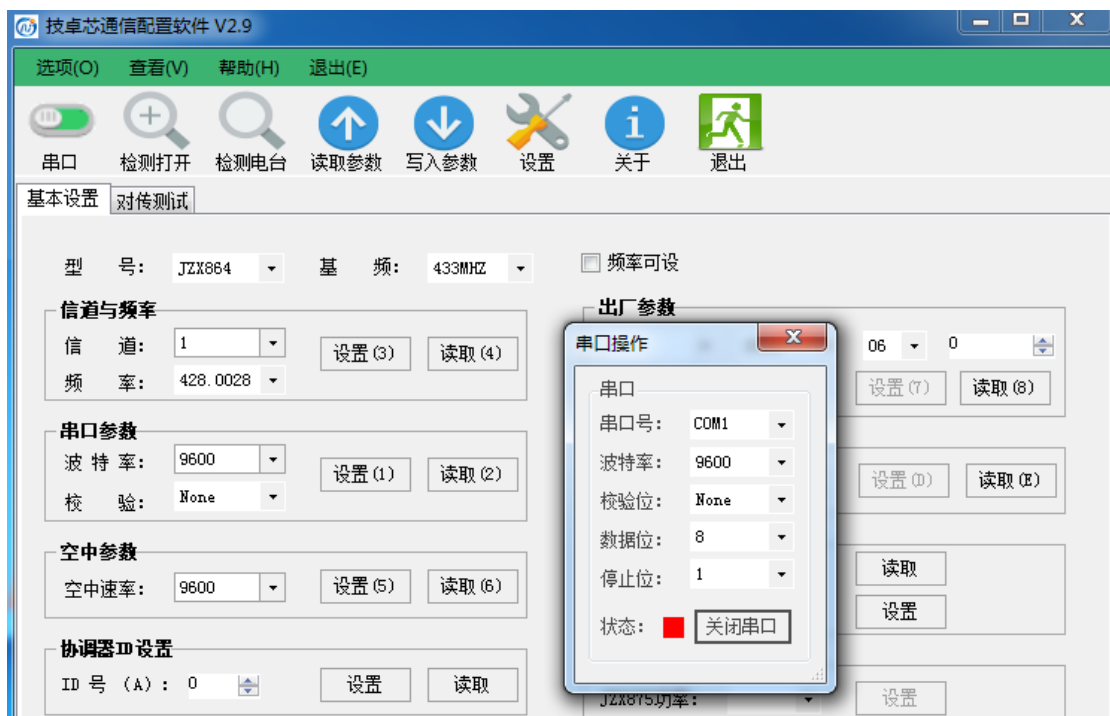 技卓芯通信配置软件 V2.9
选项(O) 查看(V) 帮助(H) 退出(E)
串口 检测打开 检测电台 读取参数 写入参数 设置 关于 退出
基本设置 对传测试
型 号: JZX864 基 频: 433MHZ 频率可设
信道与频率
信 道: 1 设置(3) 读取(4)
频 率: 428.0028
串口参数
波 特 率: 9600 设置(1) 读取(2)
校 验: None
空中参数
空中速率: 9600 设置(5) 读取(6)
协调器ID设置
ID 号 (A): 0 设置 读取
出厂参数
06 0
设置(7) 读取(8)
设置(D) 读取(E)
读取
设置
JZX875功率: 设置
串口操作
串口
串口号: COM1
波特率: 9600
校验位: None
数据位: 8
停止位: 1
状态: 关闭串口